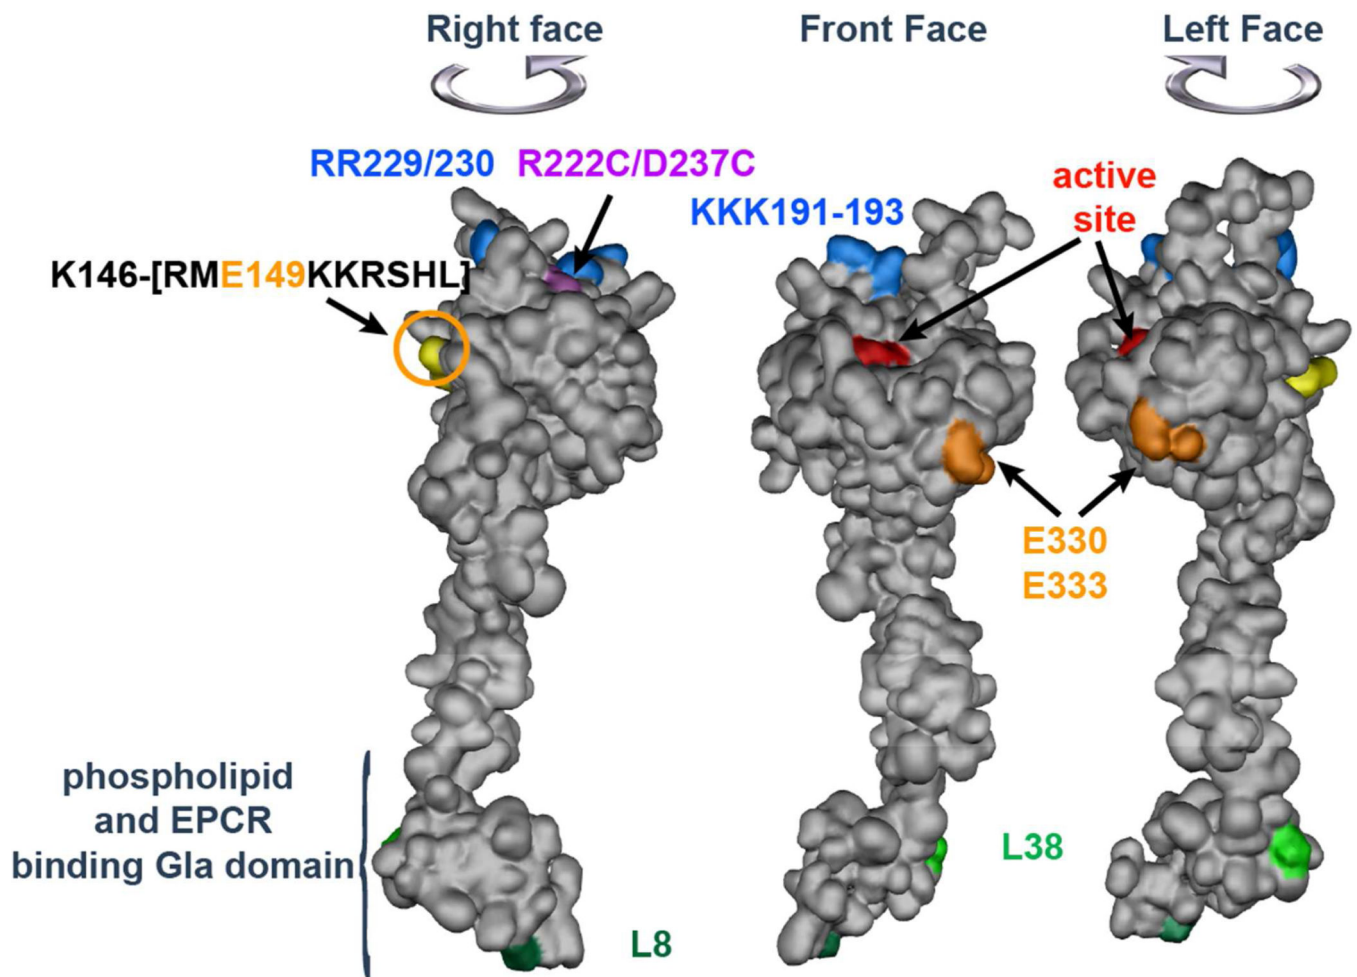 Right face
Front Face
Left Face
RR229/230
R222C/D237C
KKK191-193
active
site
K146-[RME149KKRSHL]
E330
E333
phospholipid
and EPCR
binding Gla domain
L38
L8